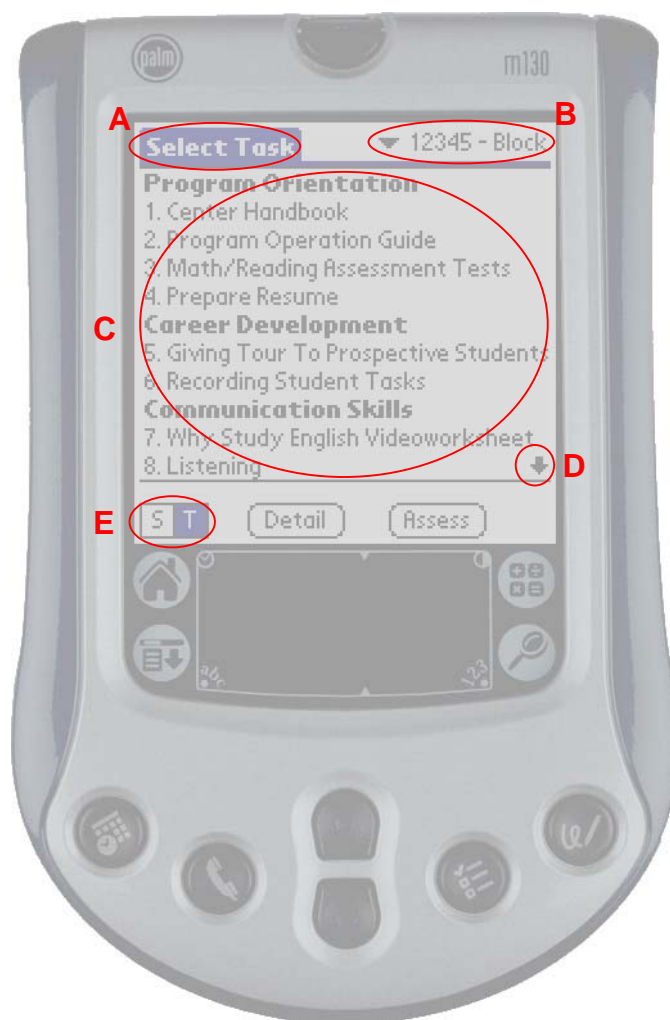 palm
m130
A
B
Select Task
12345 - Block
Program Orientation
1. Center Handbook
2. Program Operation Guide
3. Math/Reading Assessment Tests
4. Prepare Resume
C
Career Development
5. Giving Tour To Prospective Students
6. Recording Student Tasks
Communication Skills
7. Why Study English Videoworksheet
8. Listening
D
E
S T
Detail
Assess
abc
123